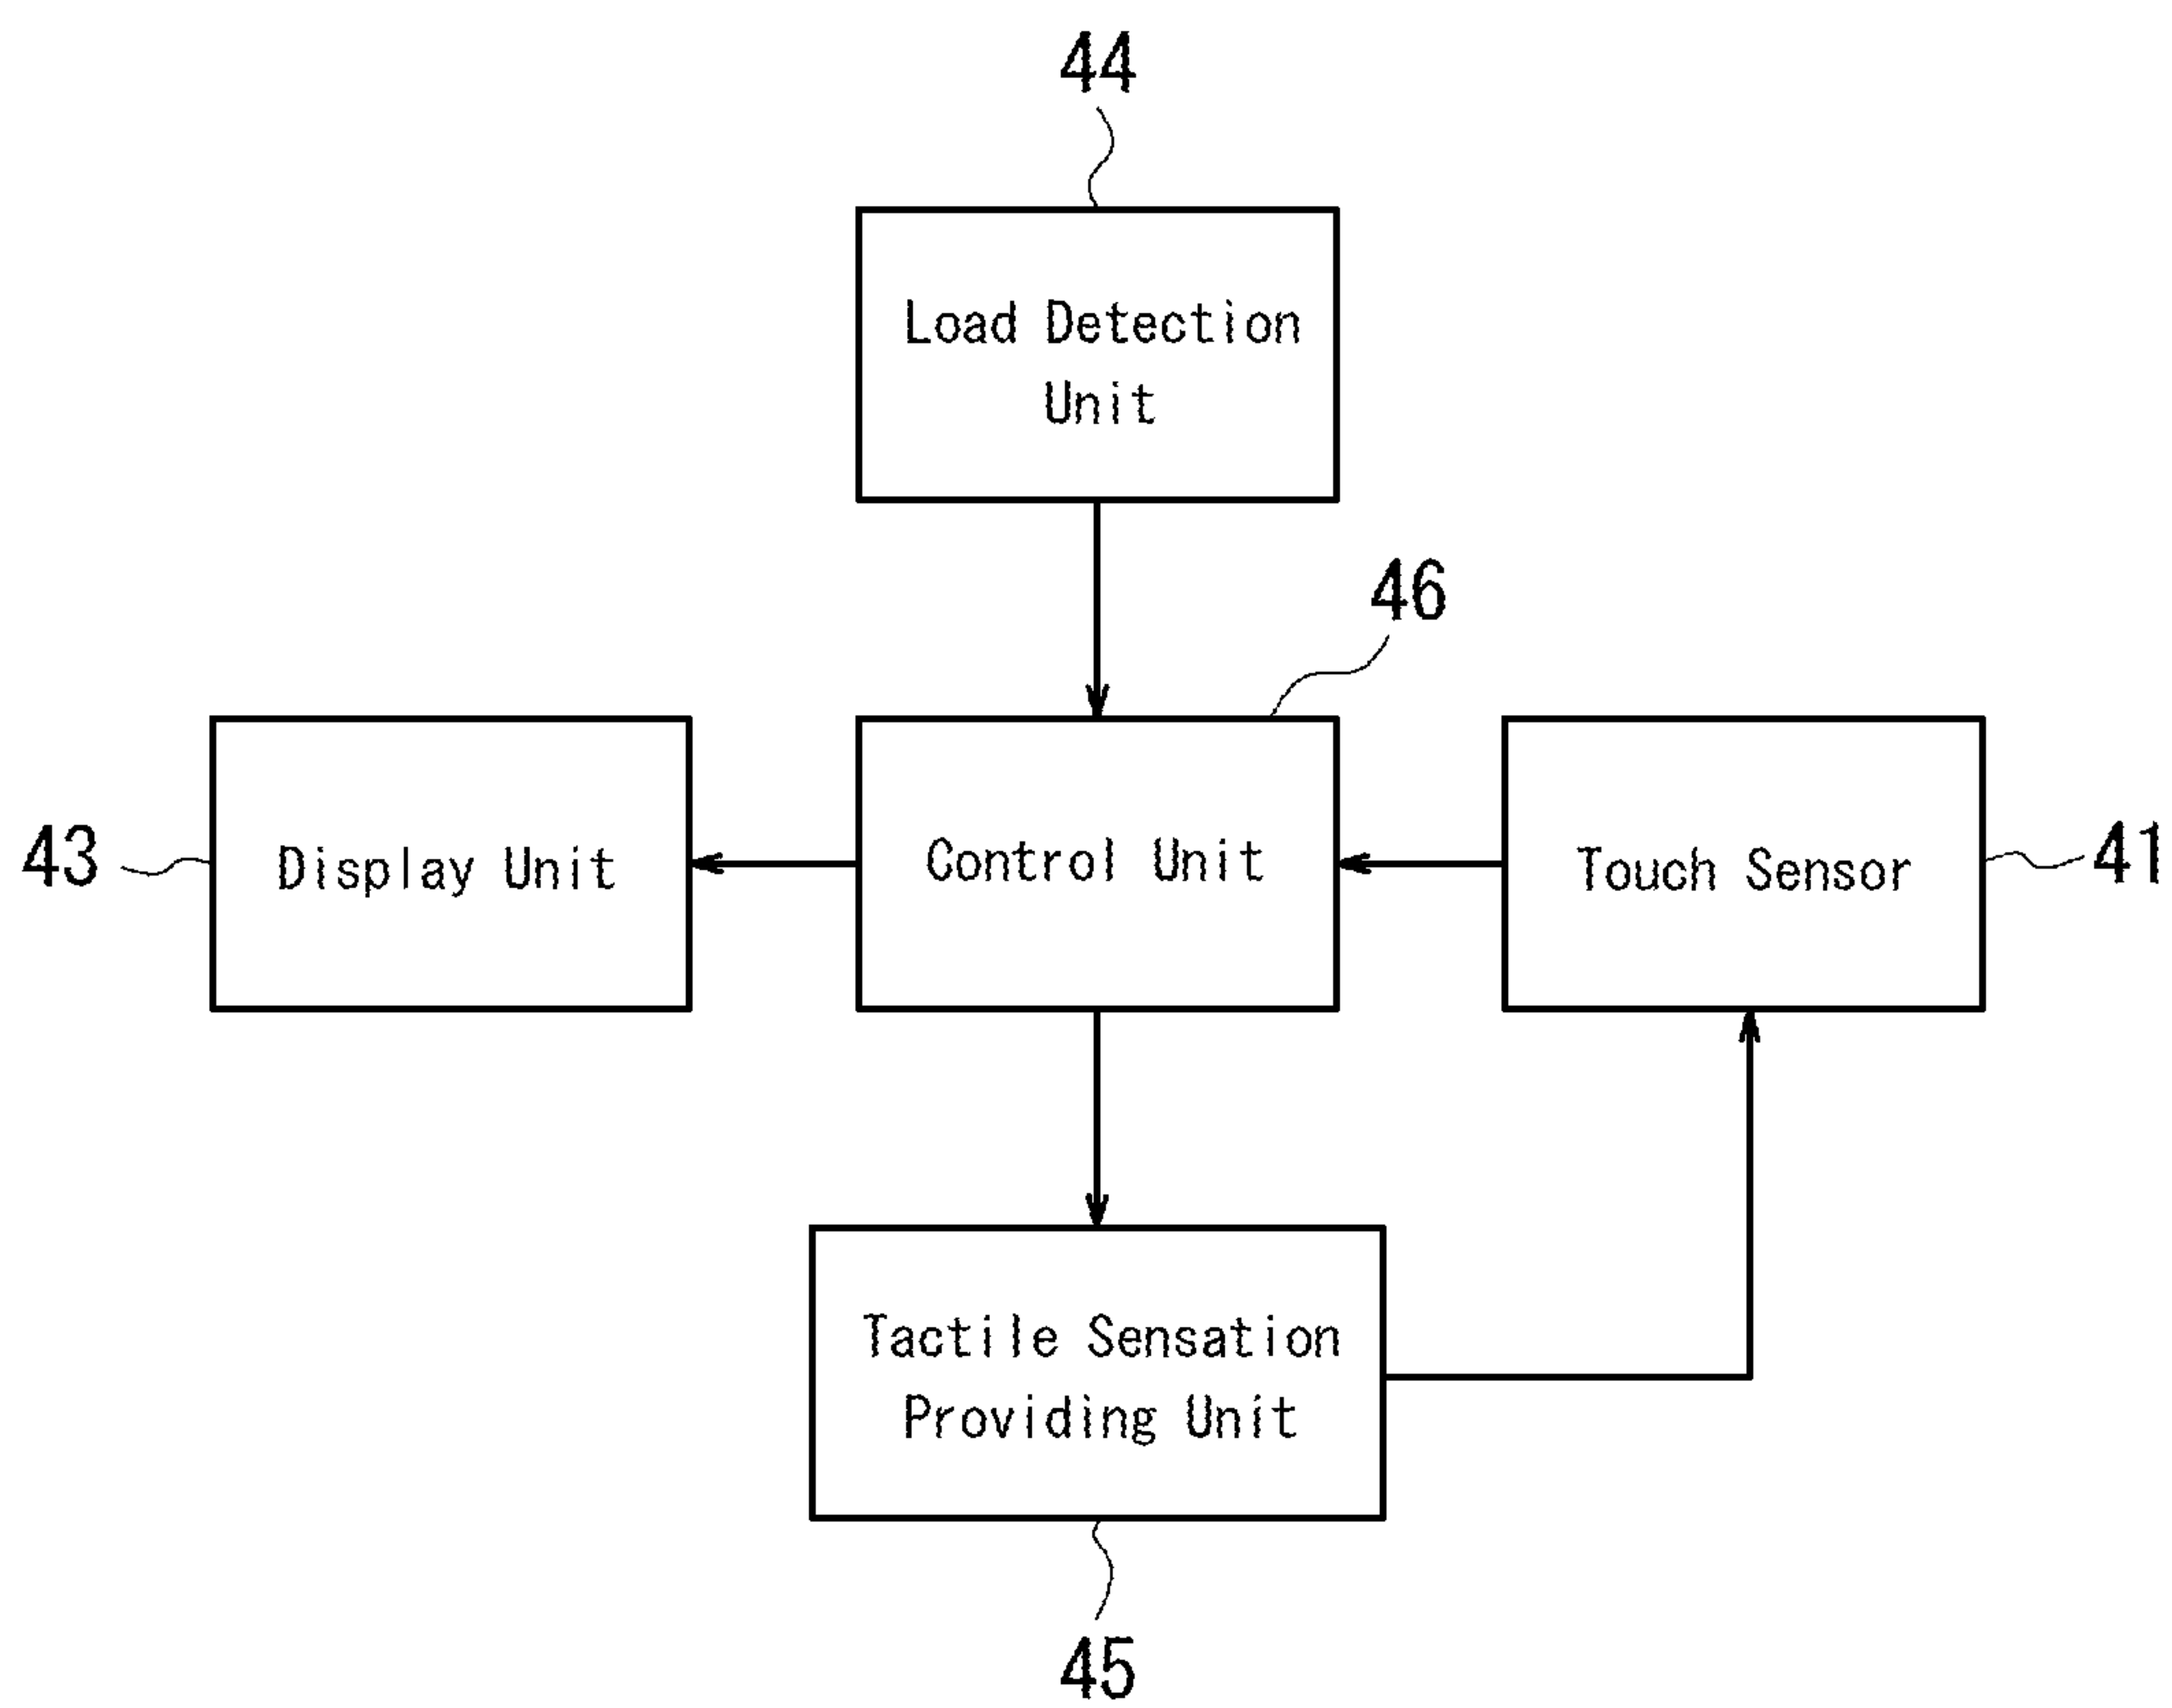 44
Load Detection
Unit
46
43
Display Unit
Control Unit
Touch Sensor
41
Tactile Sensation
Providing Unit
45